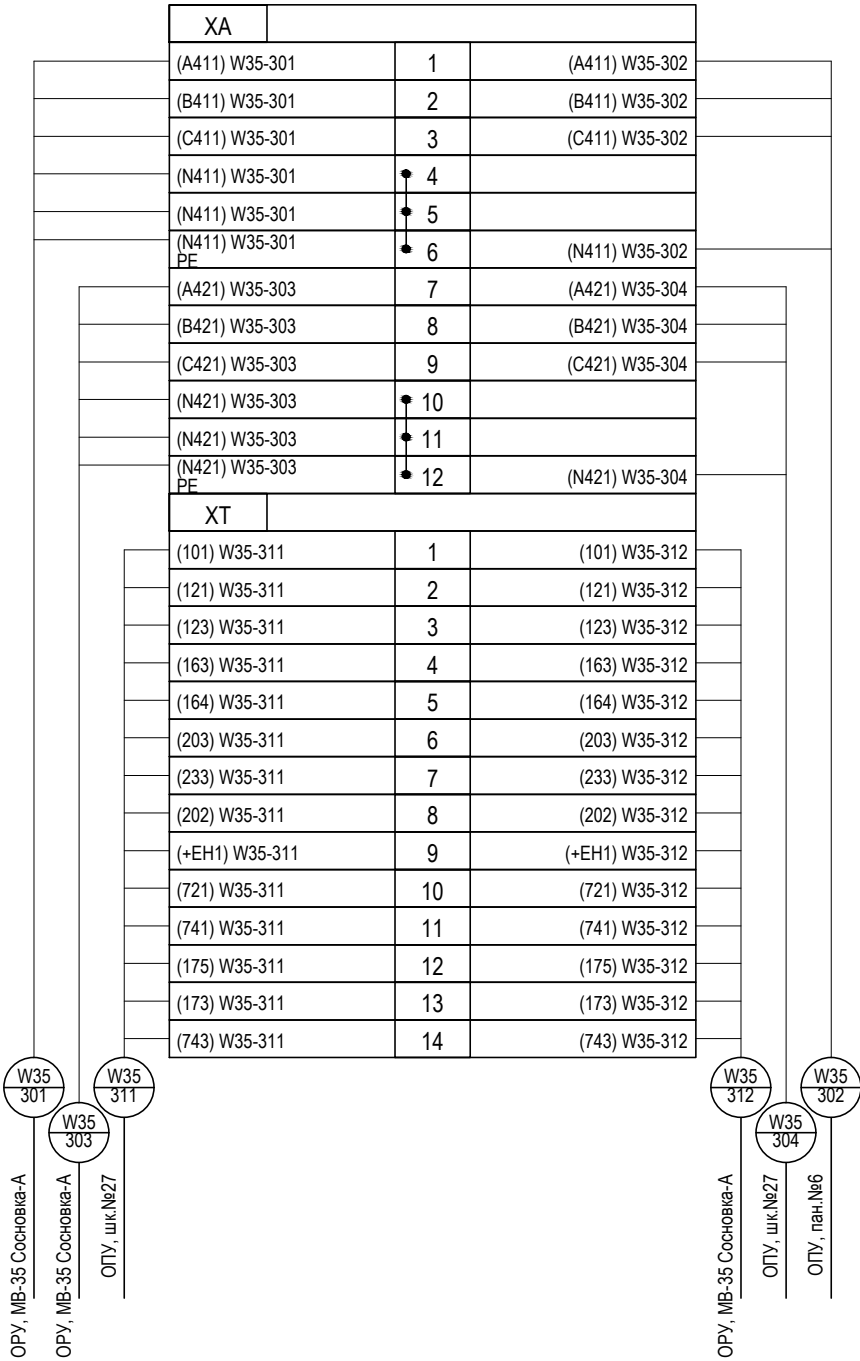 XA
(A411) W35-301 1 (A411) W35-302
(B411) W35-301 2 (B411) W35-302
(C411) W35-301 3 (C411) W35-302
(N411) W35-301 4
(N411) W35-301 5
(N411) W35-301
PE 6 (N411) W35-302
(A421) W35-303 7 (A421) W35-304
(B421) W35-303 8 (B421) W35-304
(C421) W35-303 9 (C421) W35-304
(N421) W35-303 10
(N421) W35-303 11
(N421) W35-303
PE 12 (N421) W35-304
XT
(101) W35-311 1 (101) W35-312
(121) W35-311 2 (121) W35-312
(123) W35-311 3 (123) W35-312
(163) W35-311 4 (163) W35-312
(164) W35-311 5 (164) W35-312
(203) W35-311 6 (203) W35-312
(233) W35-311 7 (233) W35-312
(202) W35-311 8 (202) W35-312
(+EH1) W35-311 9 (+EH1) W35-312
(721) W35-311 10 (721) W35-312
(741) W35-311 11 (741) W35-312
(175) W35-311 12 (175) W35-312
(173) W35-311 13 (173) W35-312
(743) W35-311 14 (743) W35-312
W35
301
W35
303
W35
311
W35
312
W35
304
W35
302
ОРУ, МВ-35 Сосновка-А
ОРУ, МВ-35 Сосновка-А
ОПУ, шк.№27
ОРУ, МВ-35 Сосновка-А
ОПУ, шк.№27
ОПУ, пан.№6